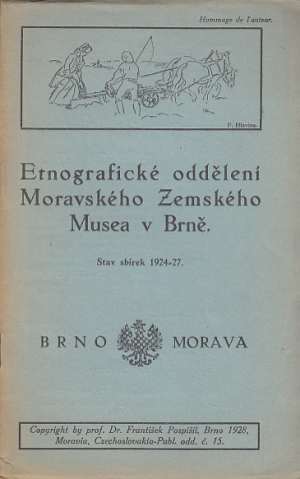 Hommage de l'auteur.
F. Hlavica.
Etnografické oddělení
Moravského Zemského
Musea v Brně.
Stav sbírek 1924-27.
BRNO MORAVA
Copyright by prof. Dr. František Pospíšil, Brno 1928,
Moravia, Czechoslovakia-Publ. odd. č. 15.